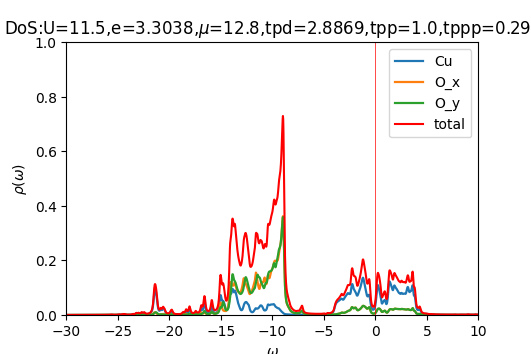 DoS:U=11.5,e=3.3038,μ=12.8,tpd=2.8869,tpp=1.0,tppp=0.29
1.0
0.8
0.6
0.4
0.2
0.0
ρ(ω)
Cu
O_x
O_y
total
−30 −25 −20 −15 −10 −5 0 5 10
ω